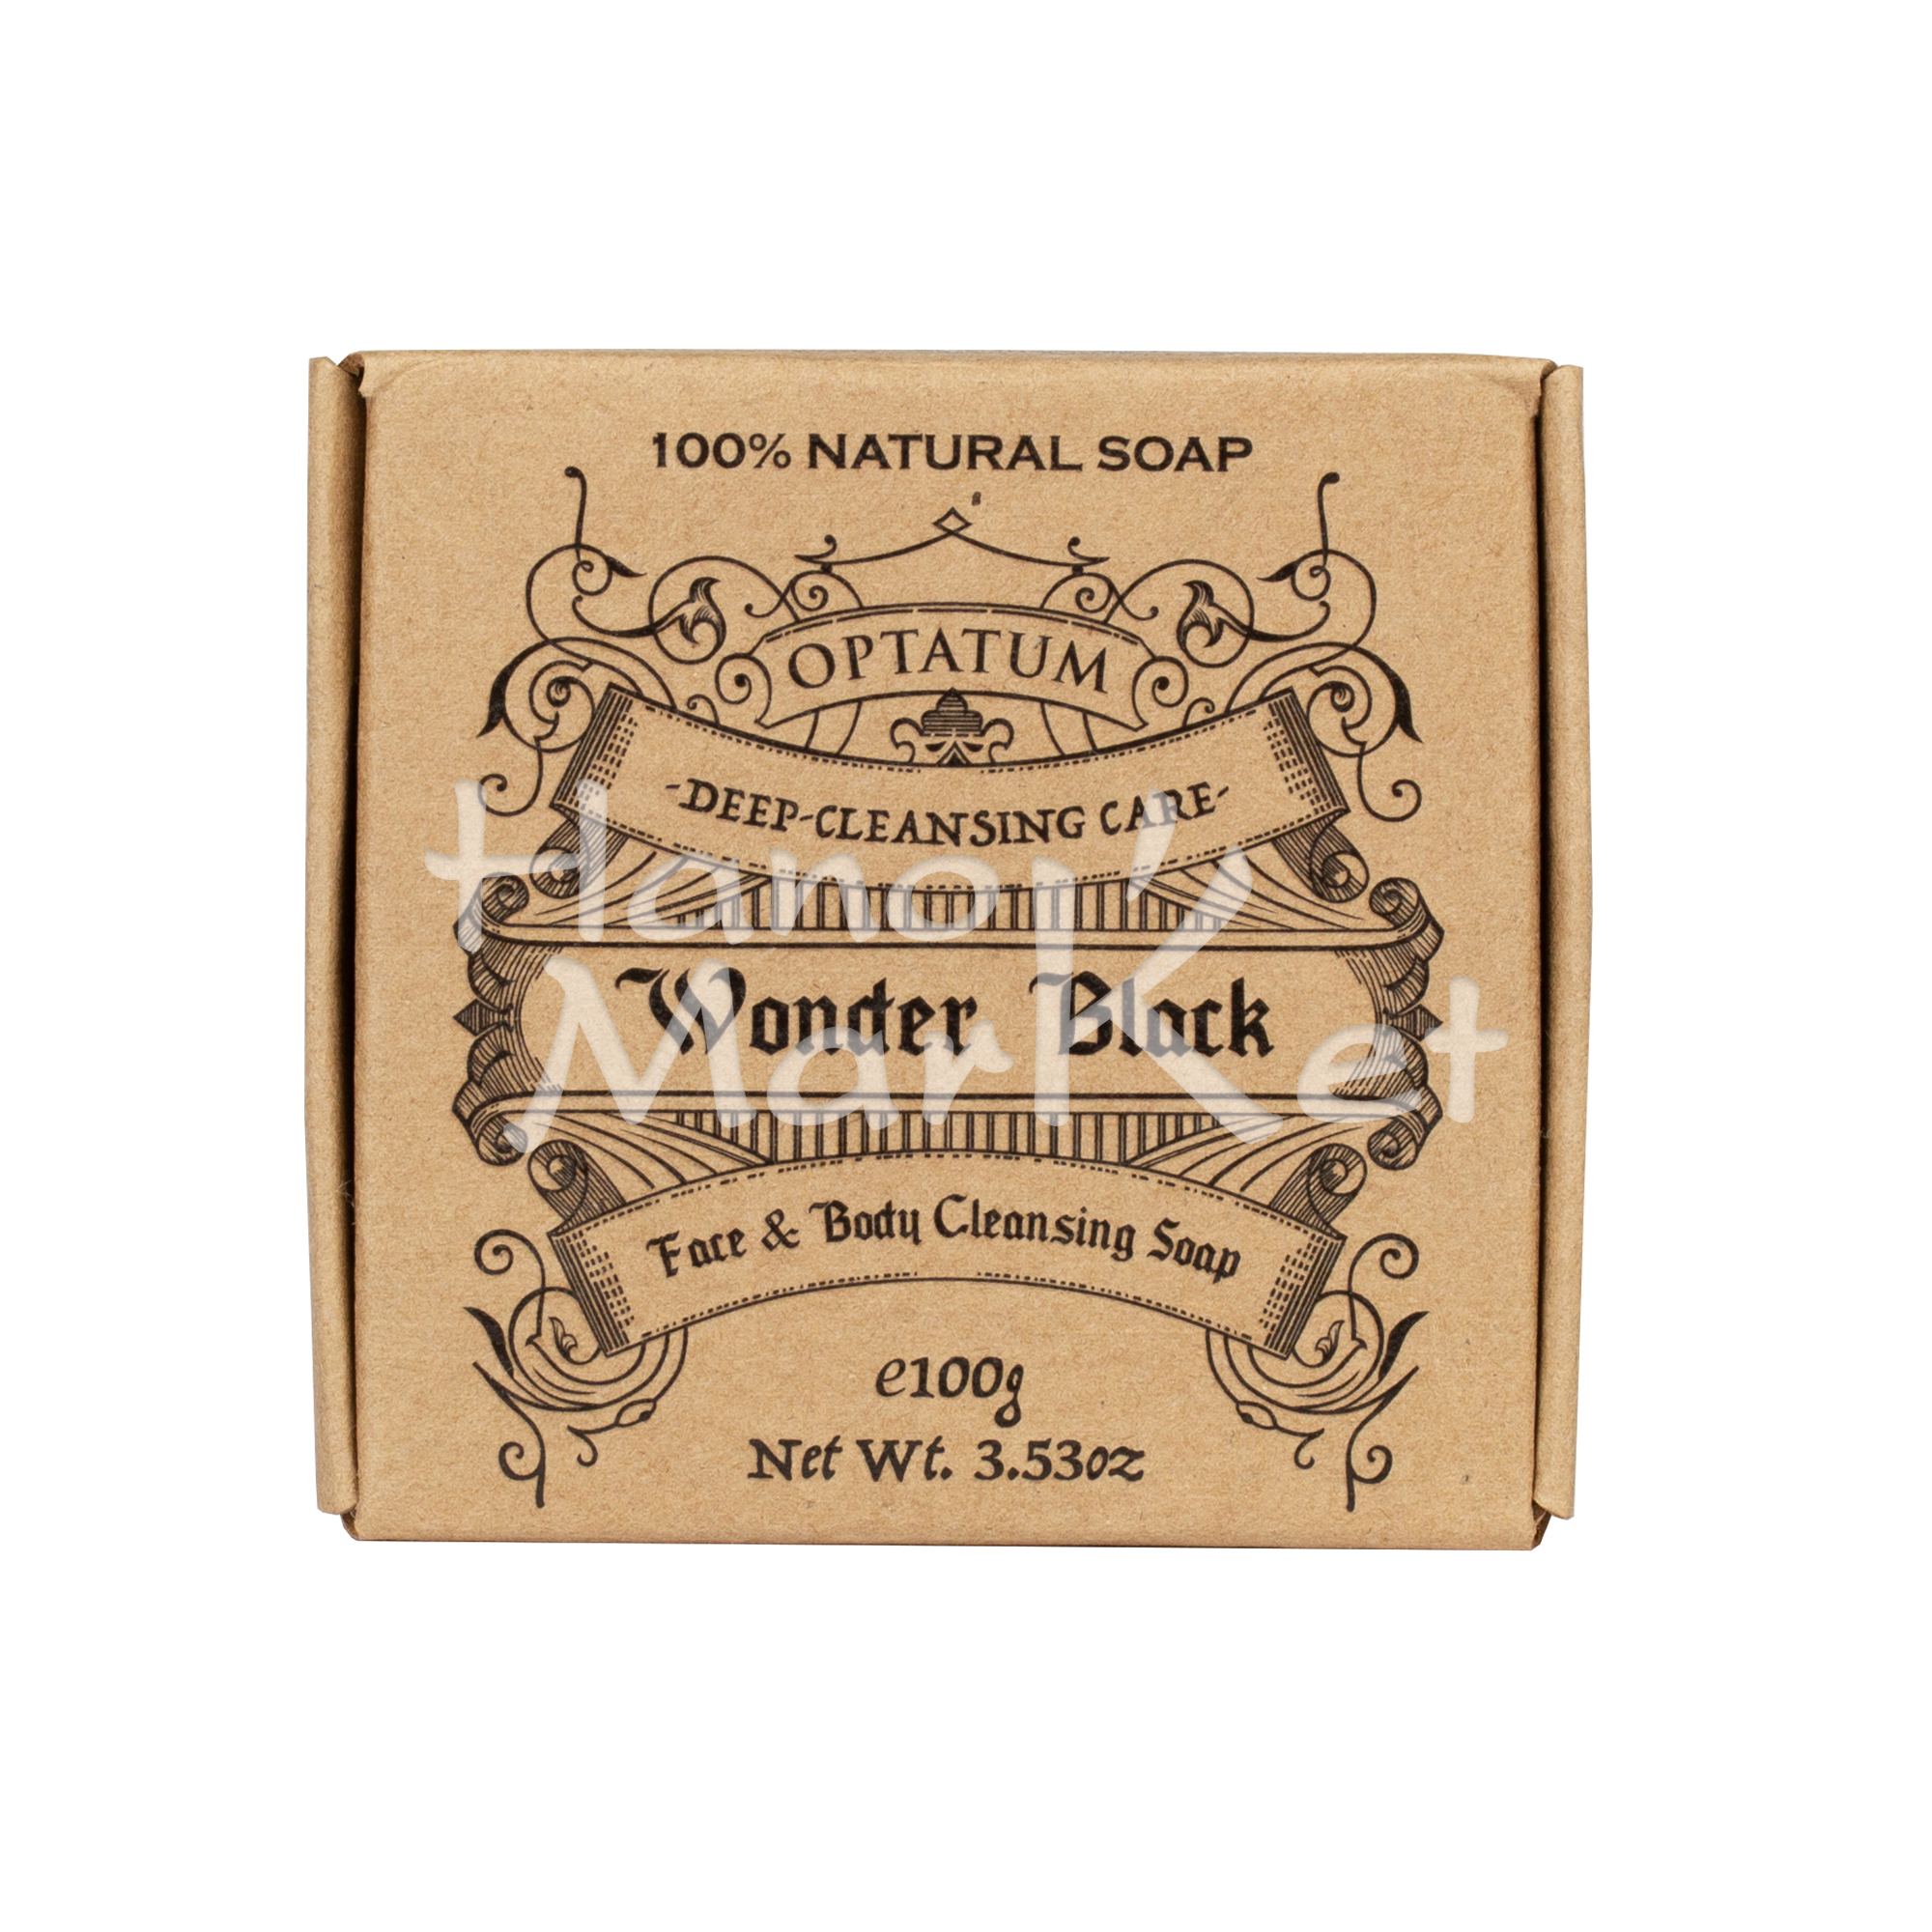 100% NATURAL SOAP
OPTATUM
-DEEP-CLEANSING CARE-
Hanok
Market
Wonder Black
Face & Body Cleansing Soap
e100g
Net Wt. 3.53oz